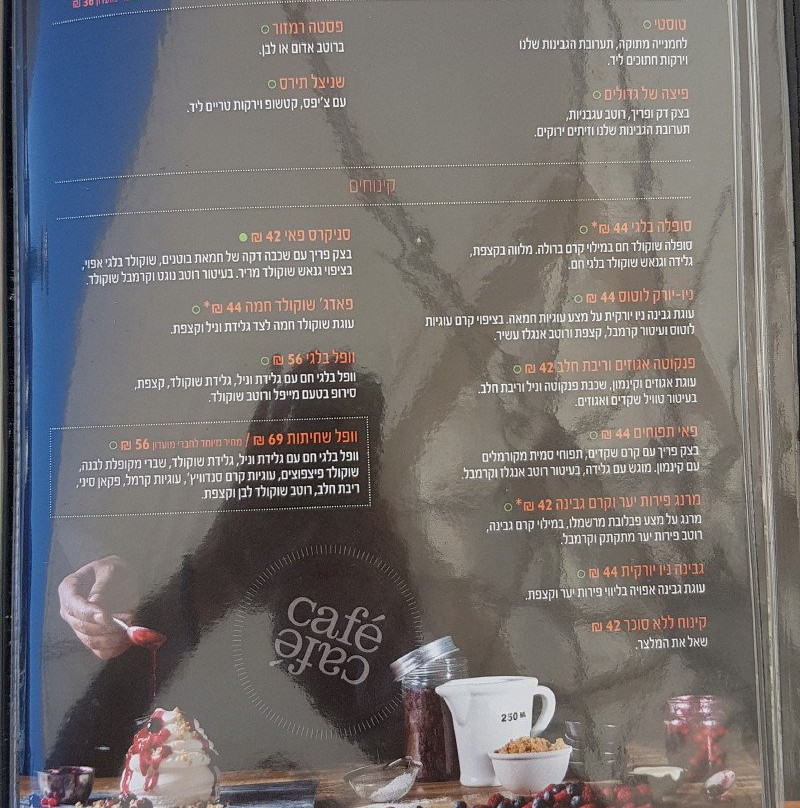 טוסטי
לחמנייה מתוקה, תערובת הגבינות שלנו
וירקות חתוכים ליד.
פיצה של גדולים
בצק דק ופריך, רוטב עגבניות,
תערובת הגבינות שלנו וזיתים ירוקים.
פסטה רמזור
ברוטב אדום או לבן.
שניצל תירס
עם צ'יפס, קטשופ וירקות טריים ליד.
קינוחים
סופלה בלגי 44 ₪*
סופלה שוקולד חם במילוי קרם ברולה. מלווה בקצפת,
גלידה וגנאש שוקולד בלגי חם.
ניו-יורק לוטוס 44 ₪
עוגת גבינה ניו יורקית על מצע עוגיות חמאה. בציפוי קרם עוגיות
לוטוס ועיטור קרמבל, קצפת ורוטב אנגלז עשיר.
פנקוטה אגוזים וריבת חלב 42 ₪
עוגת אגוזים וקינמון, שכבת פנקוטה וניל וריבת חלב.
בעיטור טוויל שקדים ואגוזים.
פאי תפוחים 44 ₪
בצק פריך עם קרם שקדים, תפוחי סמית מקורמלים
עם קינמון. מוגש עם גלידה, בעיטור רוטב אנגלז וקרמבל.
מרנג פירות יער וקרם גבינה 42 ₪*
מרנג על מצע פבלובת מרשמלו, במילוי קרם גבינה,
רוטב פירות יער מתקתק וקרמבל.
גבינה ניו יורקית 44 ₪
עוגת גבינה אפויה בליווי פירות יער וקצפת.
קינוח ללא סוכר 42 ₪
שאל את המלצר.
סניקרס פאי 42 ₪
בצק פריך עם שכבה דקה של חמאת בוטנים, שוקולד בלגי אפוי,
בציפוי גנאש שוקולד מריר. בעיטור רוטב נוגט וקרמבל שוקולד.
פאדג' שוקולד חמה 44 ₪*
עוגת שוקולד חמה לצד גלידת וניל וקצפת.
וופל בלגי 56 ₪
וופל בלגי חם עם גלידת וניל, גלידת שוקולד, קצפת,
סירופ בטעם מייפל ורוטב שוקולד.
וופל שחיתות 69 ₪ / מחיר מיוחד לחברי מועדון 56 ₪
וופל בלגי חם עם גלידת וניל, גלידת שוקולד, שברי מקופלת לבנה,
שוקולד פיצפוצים, עוגיות קרם סנדוויץ', עוגיות קרמל, פקאן סיני,
ריבת חלב, רוטב שוקולד לבן וקצפת.
café
café
250 ML